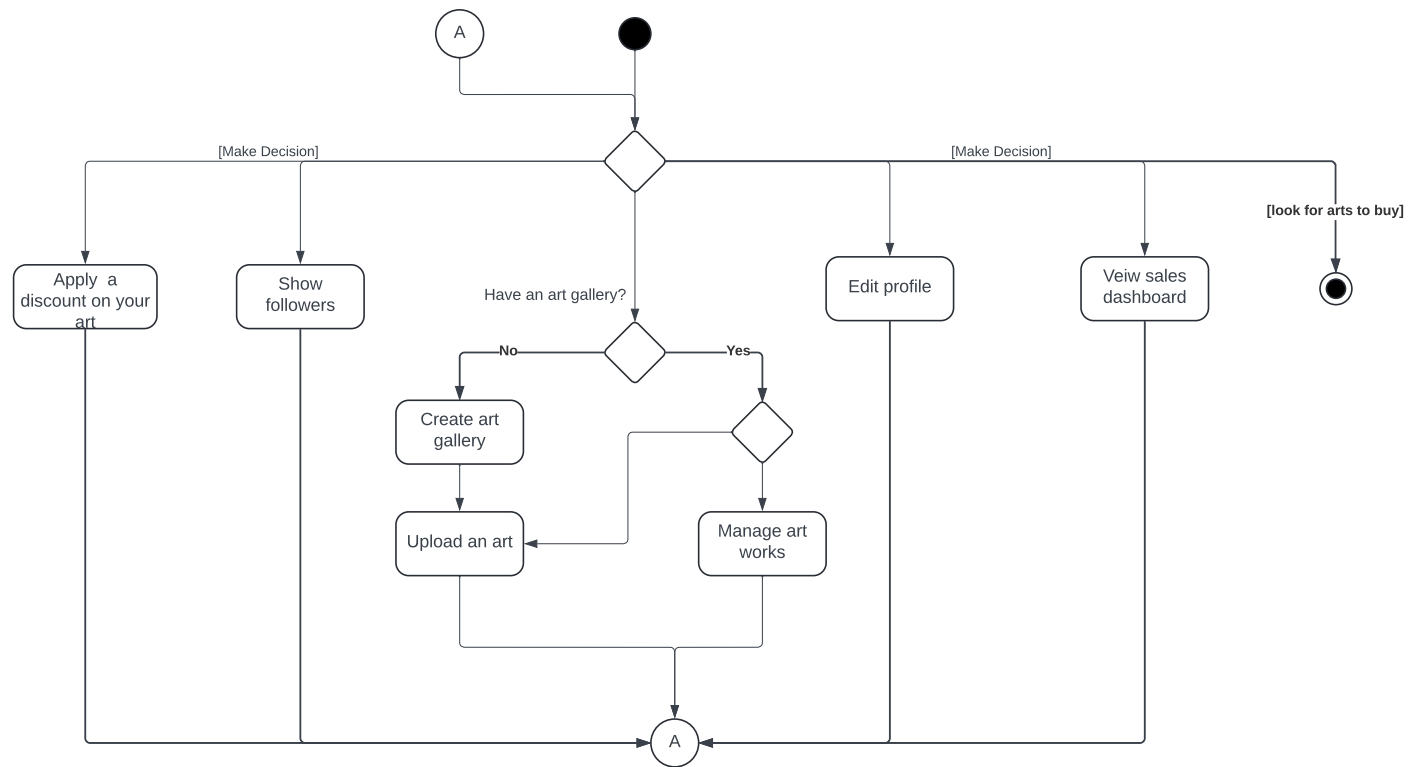 A
[Make Decision]
[Make Decision]
[look for arts to buy]
Apply  a
discount on your
art
Show
followers
Have an art gallery?
Edit profile
Veiw sales
dashboard
No
Yes
Create art
gallery
Upload an art
Manage art
works
A